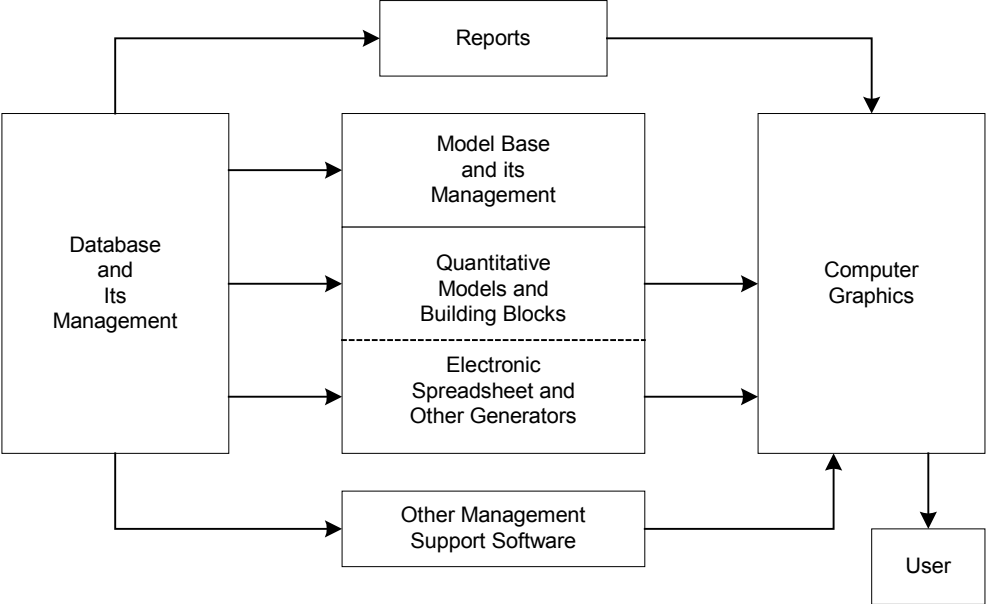 Reports
Model Base
and its
Management
Database
and
Its
Management
Quantitative
Models and
Building Blocks
Computer
Graphics
Electronic
Spreadsheet and
Other Generators
Other Management
Support Software
User